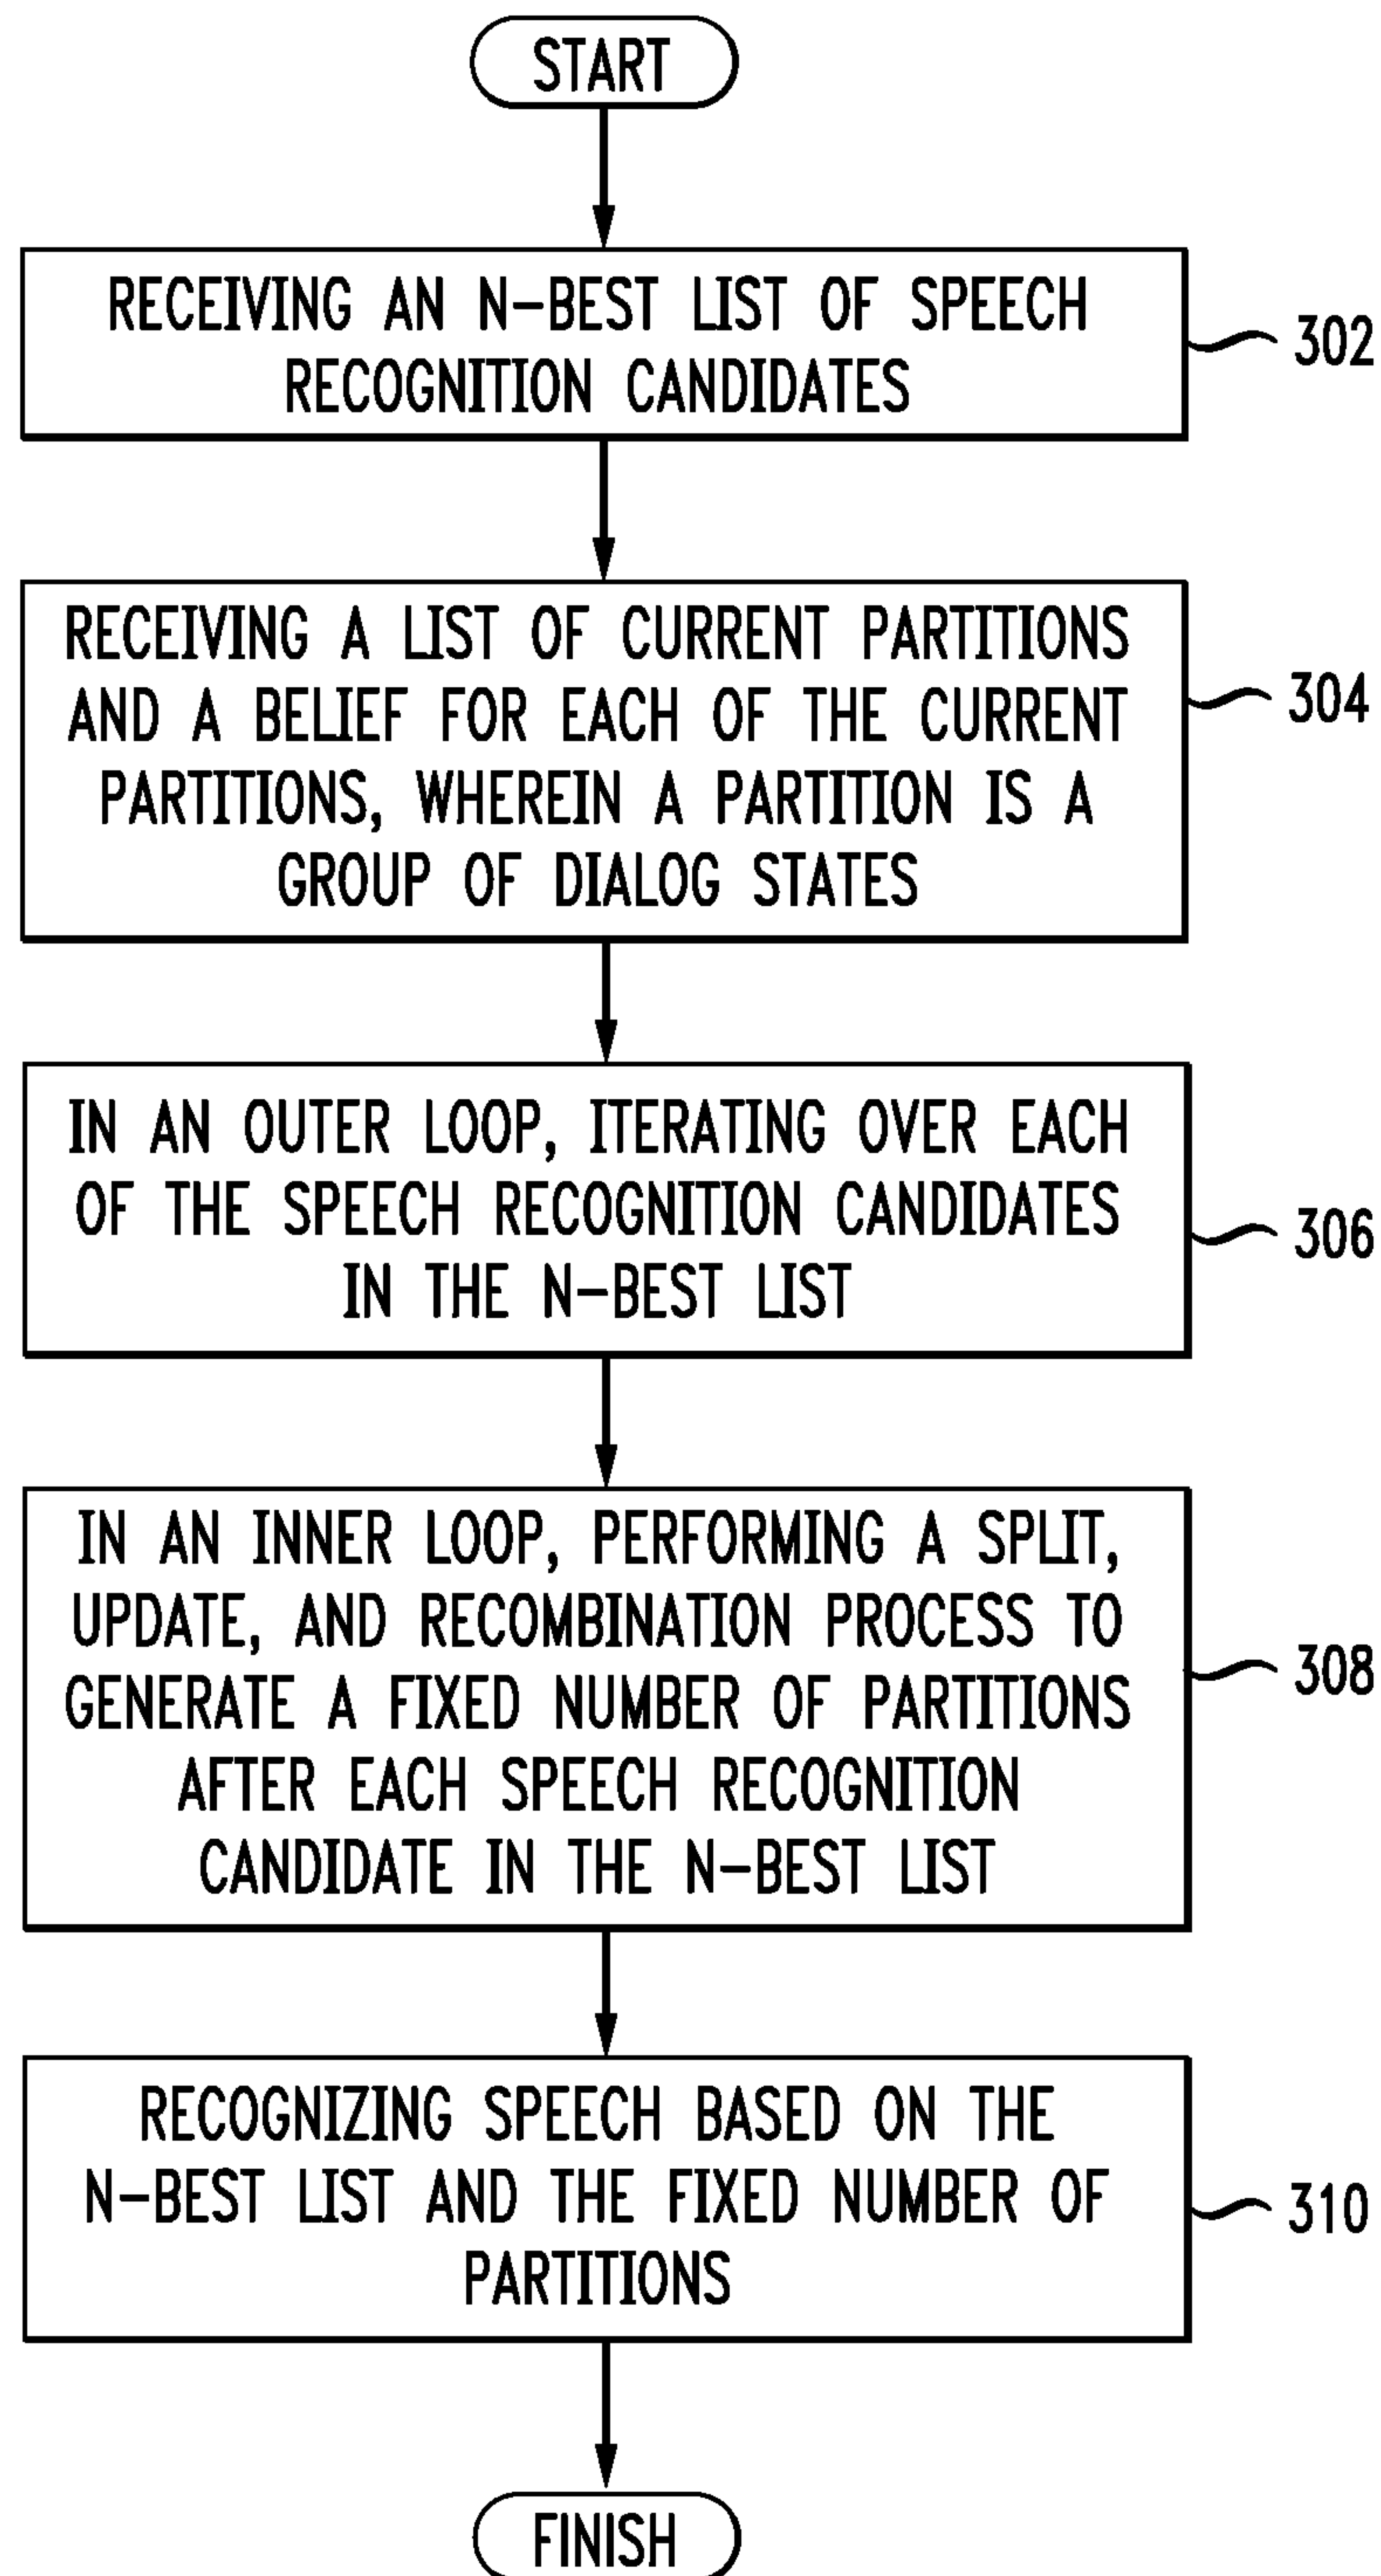 START
RECEIVING AN N-BEST LIST OF SPEECH
RECOGNITION CANDIDATES
302
RECEIVING A LIST OF CURRENT PARTITIONS
AND A BELIEF FOR EACH OF THE CURRENT
PARTITIONS, WHEREIN A PARTITION IS A
GROUP OF DIALOG STATES
304
IN AN OUTER LOOP, ITERATING OVER EACH
OF THE SPEECH RECOGNITION CANDIDATES
IN THE N-BEST LIST
306
IN AN INNER LOOP, PERFORMING A SPLIT,
UPDATE, AND RECOMBINATION PROCESS TO
GENERATE A FIXED NUMBER OF PARTITIONS
AFTER EACH SPEECH RECOGNITION
CANDIDATE IN THE N-BEST LIST
308
RECOGNIZING SPEECH BASED ON THE
N-BEST LIST AND THE FIXED NUMBER OF
PARTITIONS
310
FINISH